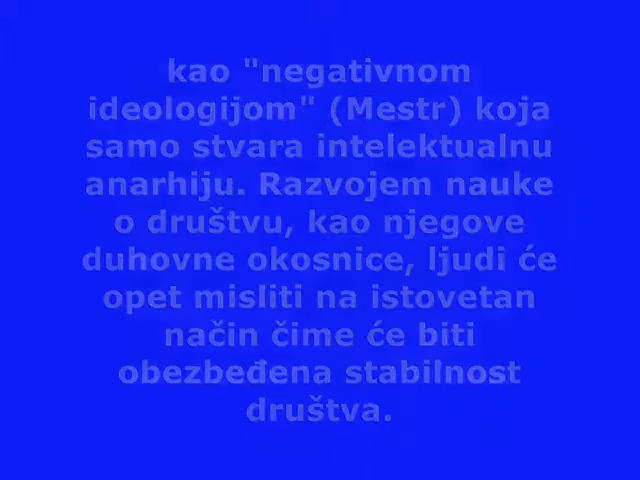 kao "negativnom
ideologijom" (Mestr) koja
samo stvara intelektualnu
anarhiju. Razvojem nauke
o društvu, kao njegove
duhovne okosnice, ljudi će
opet misliti na istovetan
način čime će biti
obezbeđena stabilnost
društva.